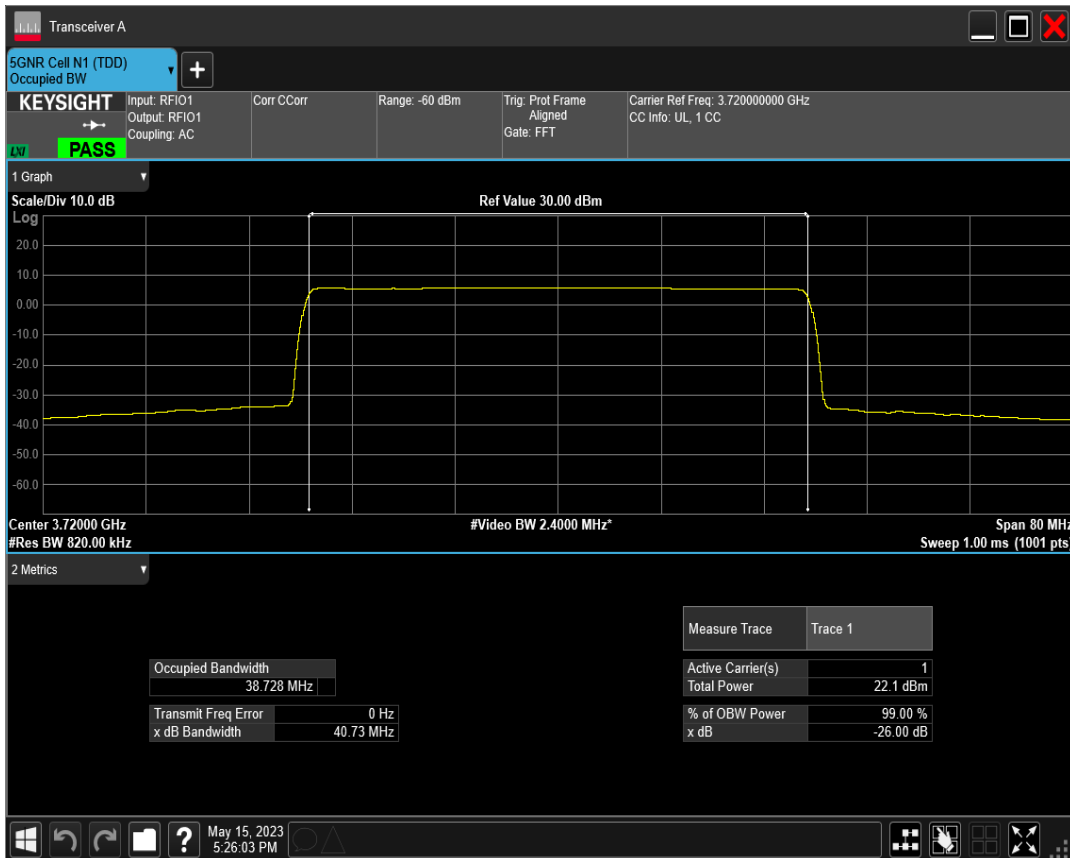 Transceiver A
5GNR Cell N1 (TDD)
Occupied BW
+
KEYSIGHT
LXI
PASS
Input: RFIO1
Output: RFIO1
Coupling: AC
Corr CCorr
Range: -60 dBm
Trig: Prot Frame
Aligned
Gate: FFT
Carrier Ref Freq: 3.720000000 GHz
CC Info: UL, 1 CC
1 Graph
Scale/Div 10.0 dB
Ref Value 30.00 dBm
Log
20.0
10.0
0.00
-10.0
-20.0
-30.0
-40.0
-50.0
-60.0
Center 3.72000 GHz
#Video BW 2.4000 MHz*
Span 80 MHz
#Res BW 820.00 kHz
Sweep 1.00 ms (1001 pts)
2 Metrics
Measure Trace Trace 1
Occupied Bandwidth
38.728 MHz
Active Carrier(s) 1
Total Power 22.1 dBm
Transmit Freq Error 0 Hz
x dB Bandwidth 40.73 MHz
% of OBW Power 99.00 %
x dB -26.00 dB
?
May 15, 2023
5:26:03 PM